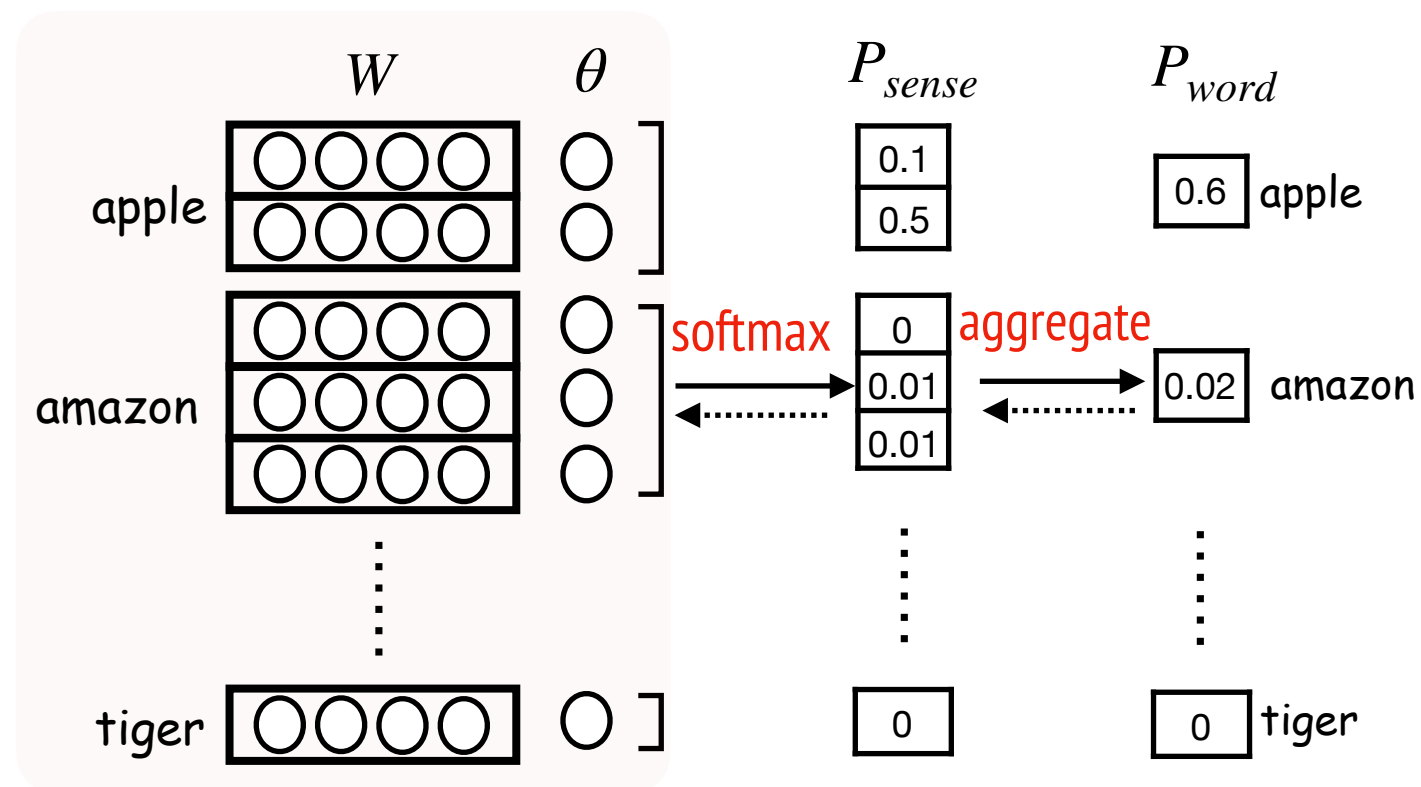 W θ P_sense P_word
0.1
apple 0.6 apple
0.5
softmax 0 aggregate
amazon 0.01 0.02 amazon
0.01
tiger 0 0 tiger